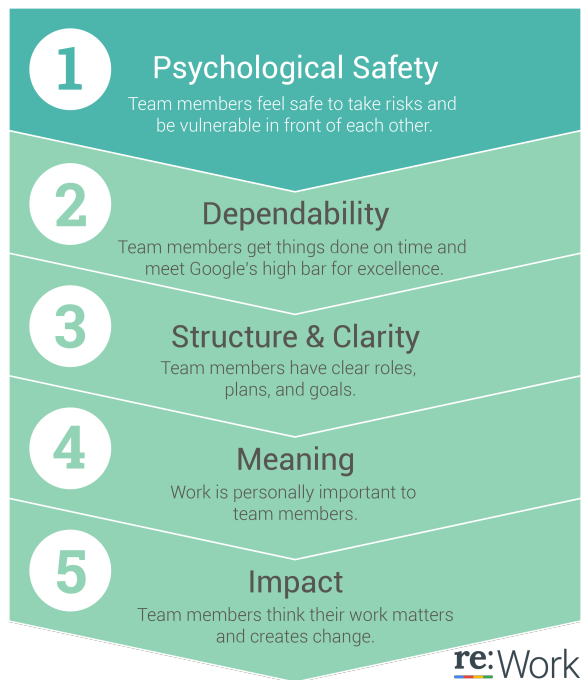 1
Psychological Safety
Team members feel safe to take risks and
be vulnerable in front of each other.
2
Dependability
Team members get things done on time and
meet Google's high bar for excellence.
3
Structure & Clarity
Team members have clear roles,
plans, and goals.
4
Meaning
Work is personally important to
team members.
5
Impact
Team members think their work matters
and creates change.
re:Work